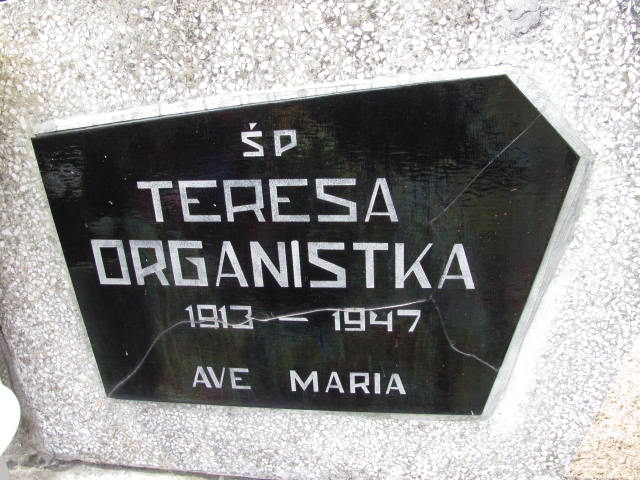 ŚP
TERESA
ORGANISTKA
1913 – 1947
AVE MARIA